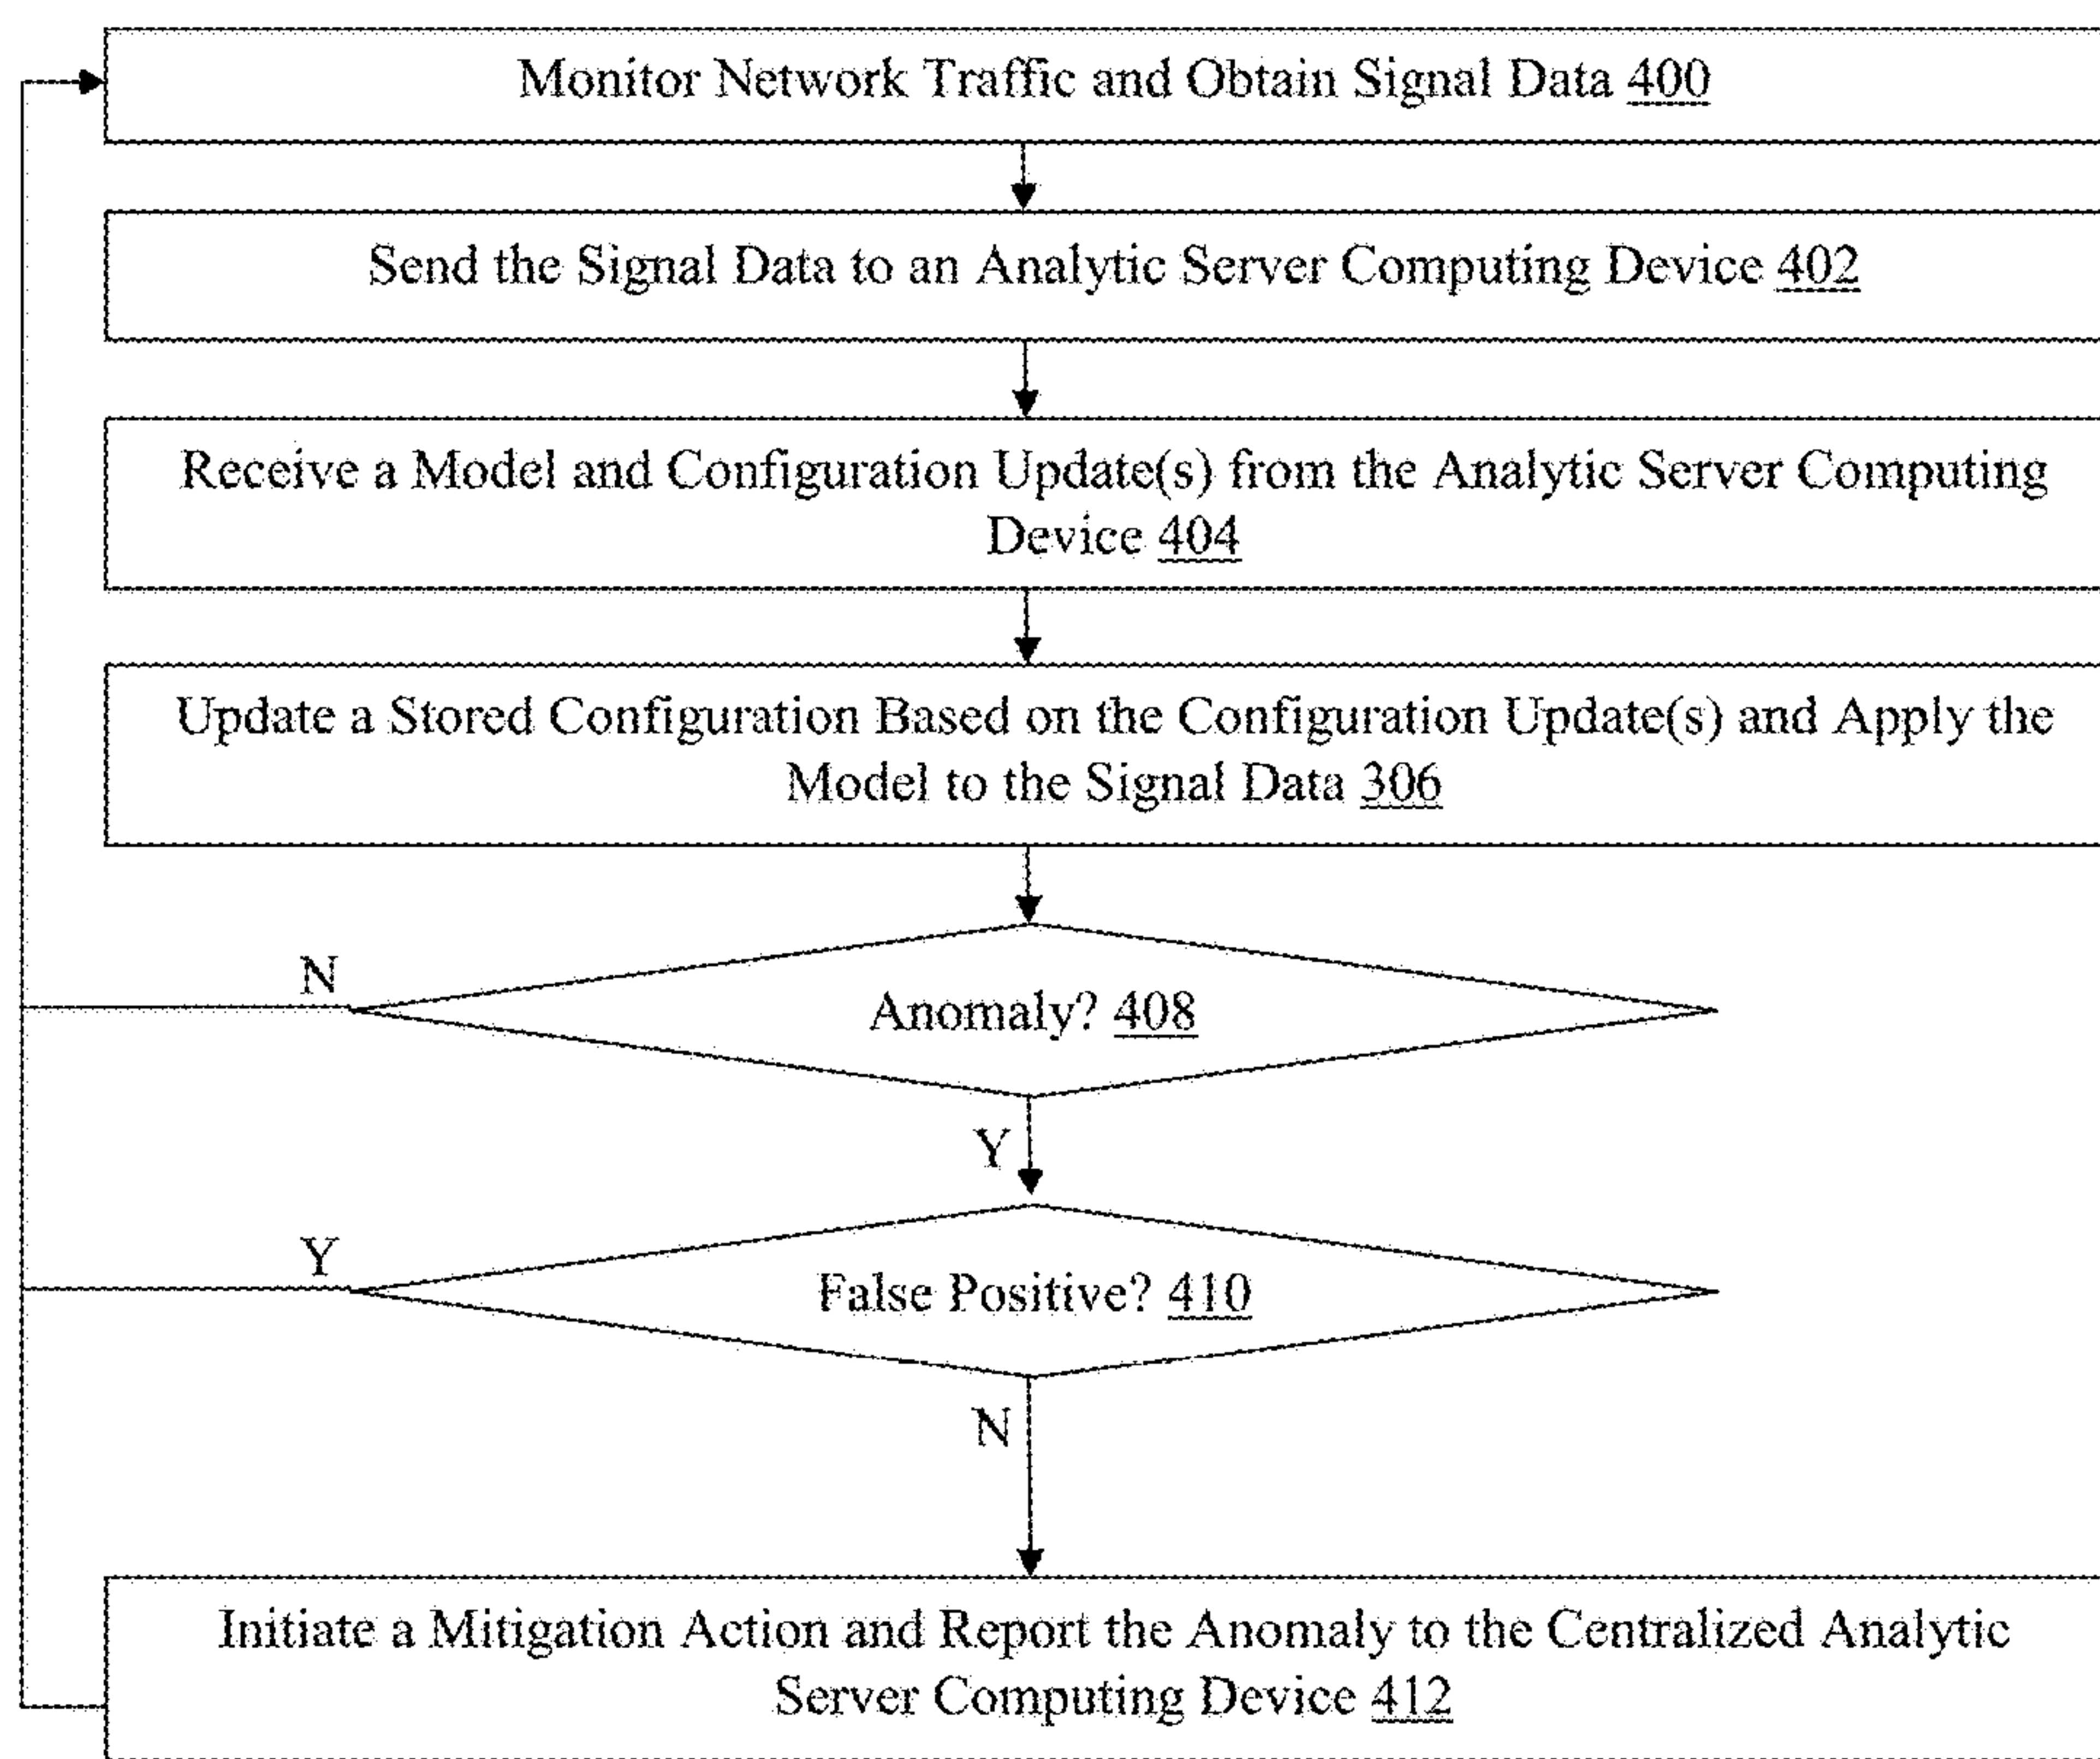 Monitor Network Traffic and Obtain Signal Data 400
Send the Signal Data to an Analytic Server Computing Device 402
Receive a Model and Configuration Update(s) from the Analytic Server Computing
Device 404
Update a Stored Configuration Based on the Configuration Update(s) and Apply the
Model to the Signal Data 306
N
Anomaly? 408
Y
Y
False Positive? 410
N
Initiate a Mitigation Action and Report the Anomaly to the Centralized Analytic
Server Computing Device 412